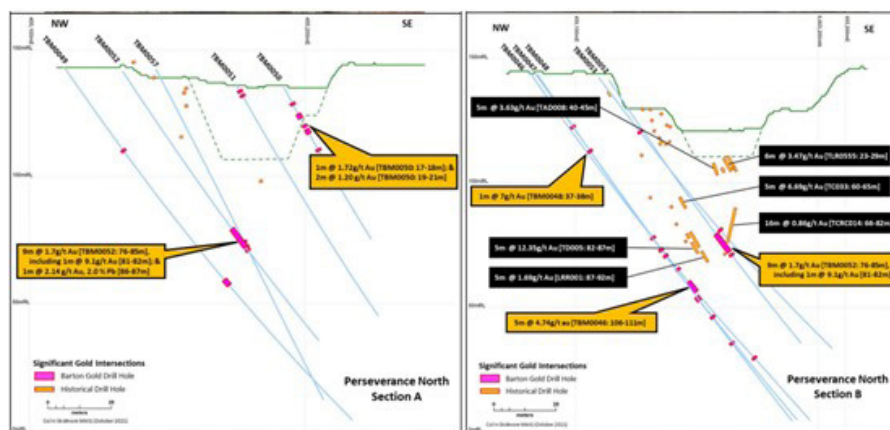 NW
SE
TBM0049
TBM0052
TBM0057
TBM0051
TBM0050
1m @ 1.72g/t Au [TBM0050: 17-18m]; &
2m @ 1.20 g/t Au [TBM0050: 19-21m]
9m @ 1.7g/t Au [TBM0052: 76-85m],
including 1m @ 9.1g/t Au [81-82m]; &
1m @ 2.14 g/t Au, 2.0 % Pb [86-87m]
Significant Gold Intersections
Barton Gold Drill Hole
Historical Drill Hole
meters
Perseverance North
Section A
NW
SE
TBM0046
TBM0047
TBM0048
TBM0052
5m @ 3.63g/t Au [TAD008: 40-45m]
6m @ 3.47g/t Au [TLR0555: 23-29m]
1m @ 7g/t Au [TBM0048: 37-38m]
5m @ 6.69g/t Au [TC033: 60-65m]
16m @ 0.86g/t Au [TCRC014: 66-82m]
5m @ 12.35g/t Au [TD005: 82-87m]
9m @ 1.7g/t Au [TBM0052: 76-85m],
including 1m @ 9.1g/t Au [81-82m]
5m @ 1.69g/t Au [LRR001: 87-92m]
5m @ 4.74g/t au [TBM0046: 106-111m]
Significant Gold Intersections
Barton Gold Drill Hole
Historical Drill Hole
meters
Perseverance North
Section B